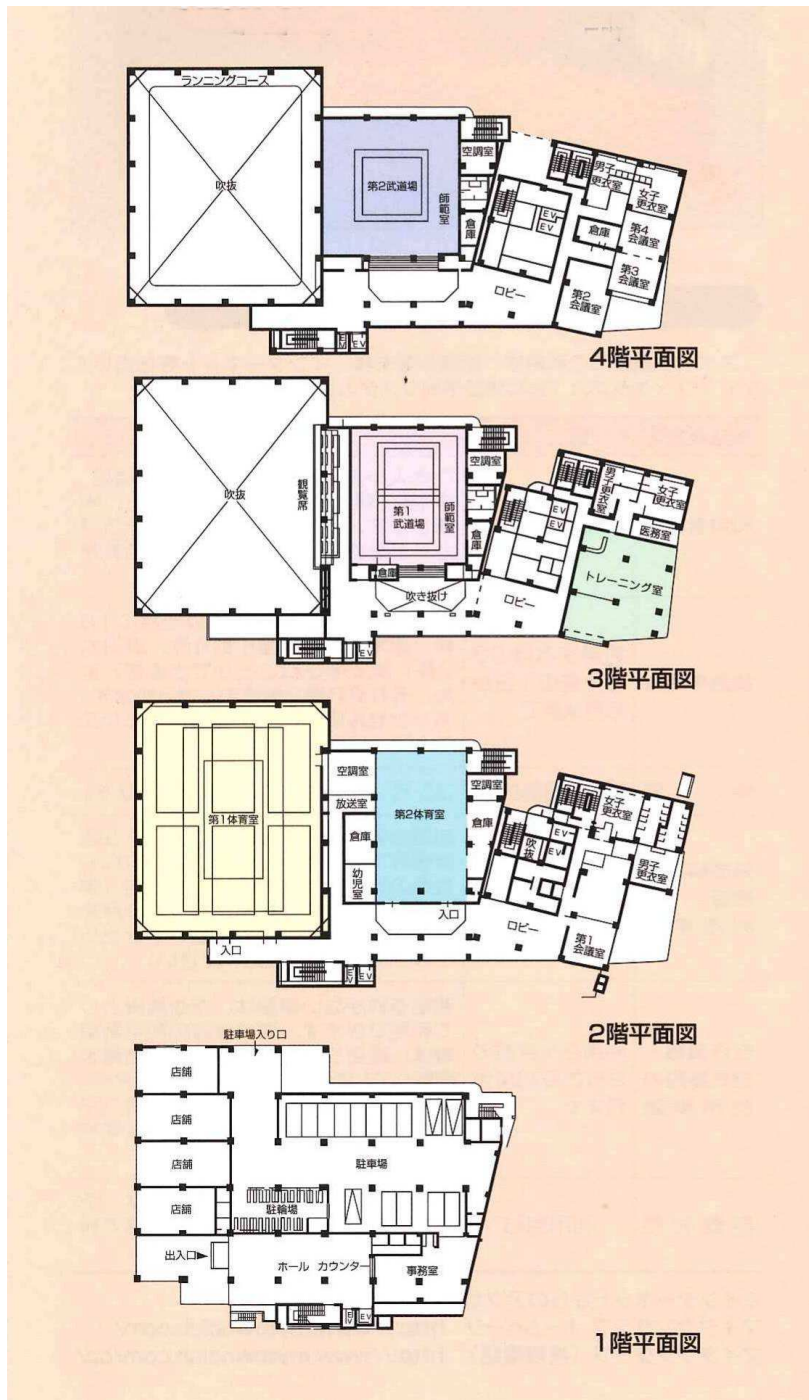 ランニングコース
吹抜
第2武道場
師範室
空調室
倉庫
EV
EV
男子
更衣室
女子
更衣室
倉庫
第4
会議室
第3
会議室
第2
会議室
ロビー
EV
EV
4階平面図
吹抜
観覧席
第1
武道場
師範室
空調室
倉庫
倉庫
吹き抜け
EV
EV
男子
更衣室
女子
更衣室
医務室
トレーニング室
ロビー
EV
3階平面図
第1体育室
入口
空調室
放送室
倉庫
幼児室
第2体育室
入口
空調室
倉庫
吹抜
EV
EV
女子
更衣室
男子
更衣室
第1
会議室
ロビー
EV
EV
2階平面図
駐車場入り口
店舗
店舗
店舗
店舗
駐車場
駐輪場
出入口
ホール カウンター
事務室
EV
EV
1階平面図